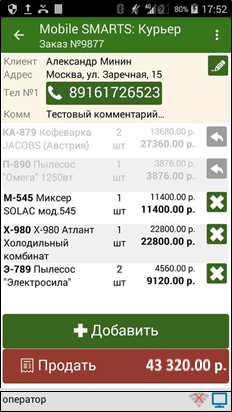 17:52
Mobile SMARTS: Курьер
Заказ №9877
Клиент Александр Минин
Адрес Москва, ул. Заречная, 15
Тел №1 89161726523
Комм Тестовый комментарий...
КА-879 Кофеварка 2 13680.00 р.
JACOBS (Австрия) шт 27360.00 р.
П-890 Пылесос 1 3876.00 р.
"Омега" 1250вт шт 3876.00 р.
М-545 Миксер 1 11400.00 р.
SOLAC мод.545 шт 11400.00 р.
Х-980 Х-980 Атлант 1 22800.00 р.
Холодильный шт 22800.00 р.
комбинат
Э-789 Пылесос 2 4560.00 р.
"Электросила" шт 9120.00 р.
Добавить
Продать 43 320.00 р.
оператор